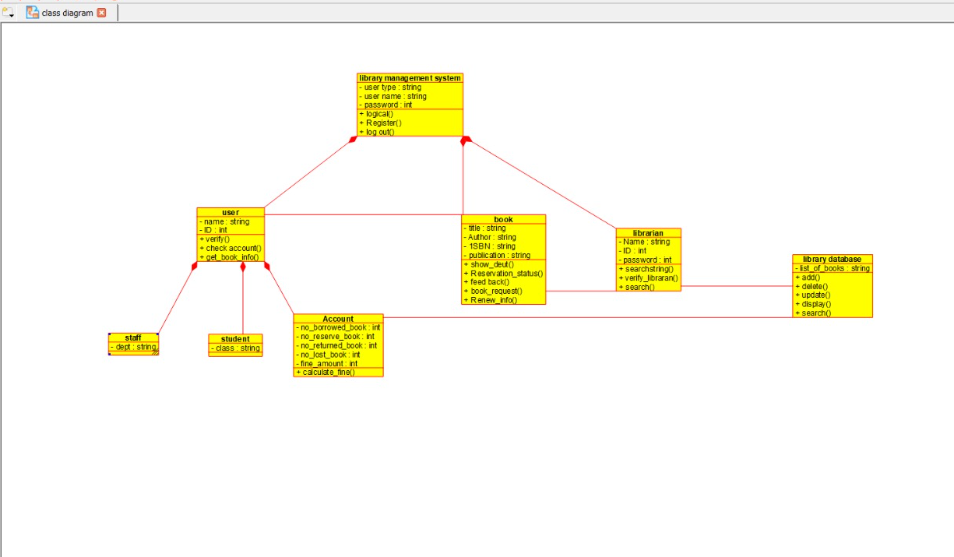 class diagram
library management system
- user type : string
- user name : string
- password : int
+ logical()
+ Register()
+ log out()
user
- name : string
- ID : int
+ verify()
+ check account()
+ get_book_info()
book
- title : string
- Author : string
- 1SBN : string
- publication : string
+ show_deut()
+ Reservation_status()
+ feed back()
+ book_request()
+ Renew_info()
librarian
- Name : string
- ID : int
- password : int
+ searchstring()
+ verify_libraran()
+ search()
library database
- list_of_books : string
+ add()
+ delete()
+ update()
+ display()
+ search()
staff
- dept : string
student
- class : string
Account
- no_borrowed_book : int
- no_reserve_book : int
- no_returned_book : int
- no_lost_book : int
- fine_amount : int
+ calculate_fine()